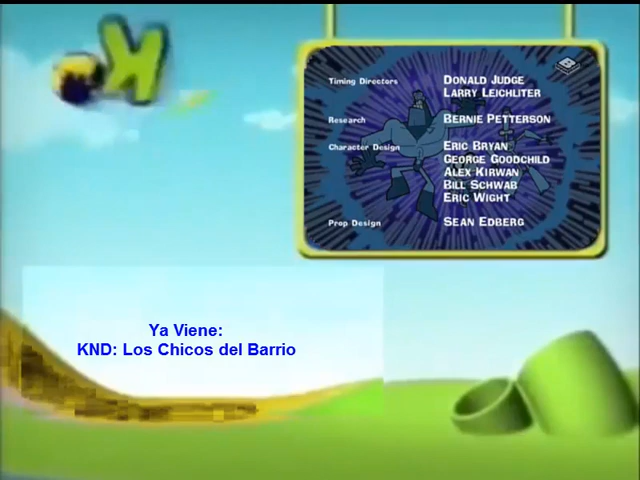 K
Timing Directors DONALD JUDGE
LARRY LEICHLITER
Research BERNIE PETTERSON
Character Design ERIC BRYAN
GEORGE GOODCHILD
ALEX KIRWAN
BILL SCHWAB
ERIC WIGHT
Prop Design SEAN EDBERG
Ya Viene:
KND: Los Chicos del Barrio